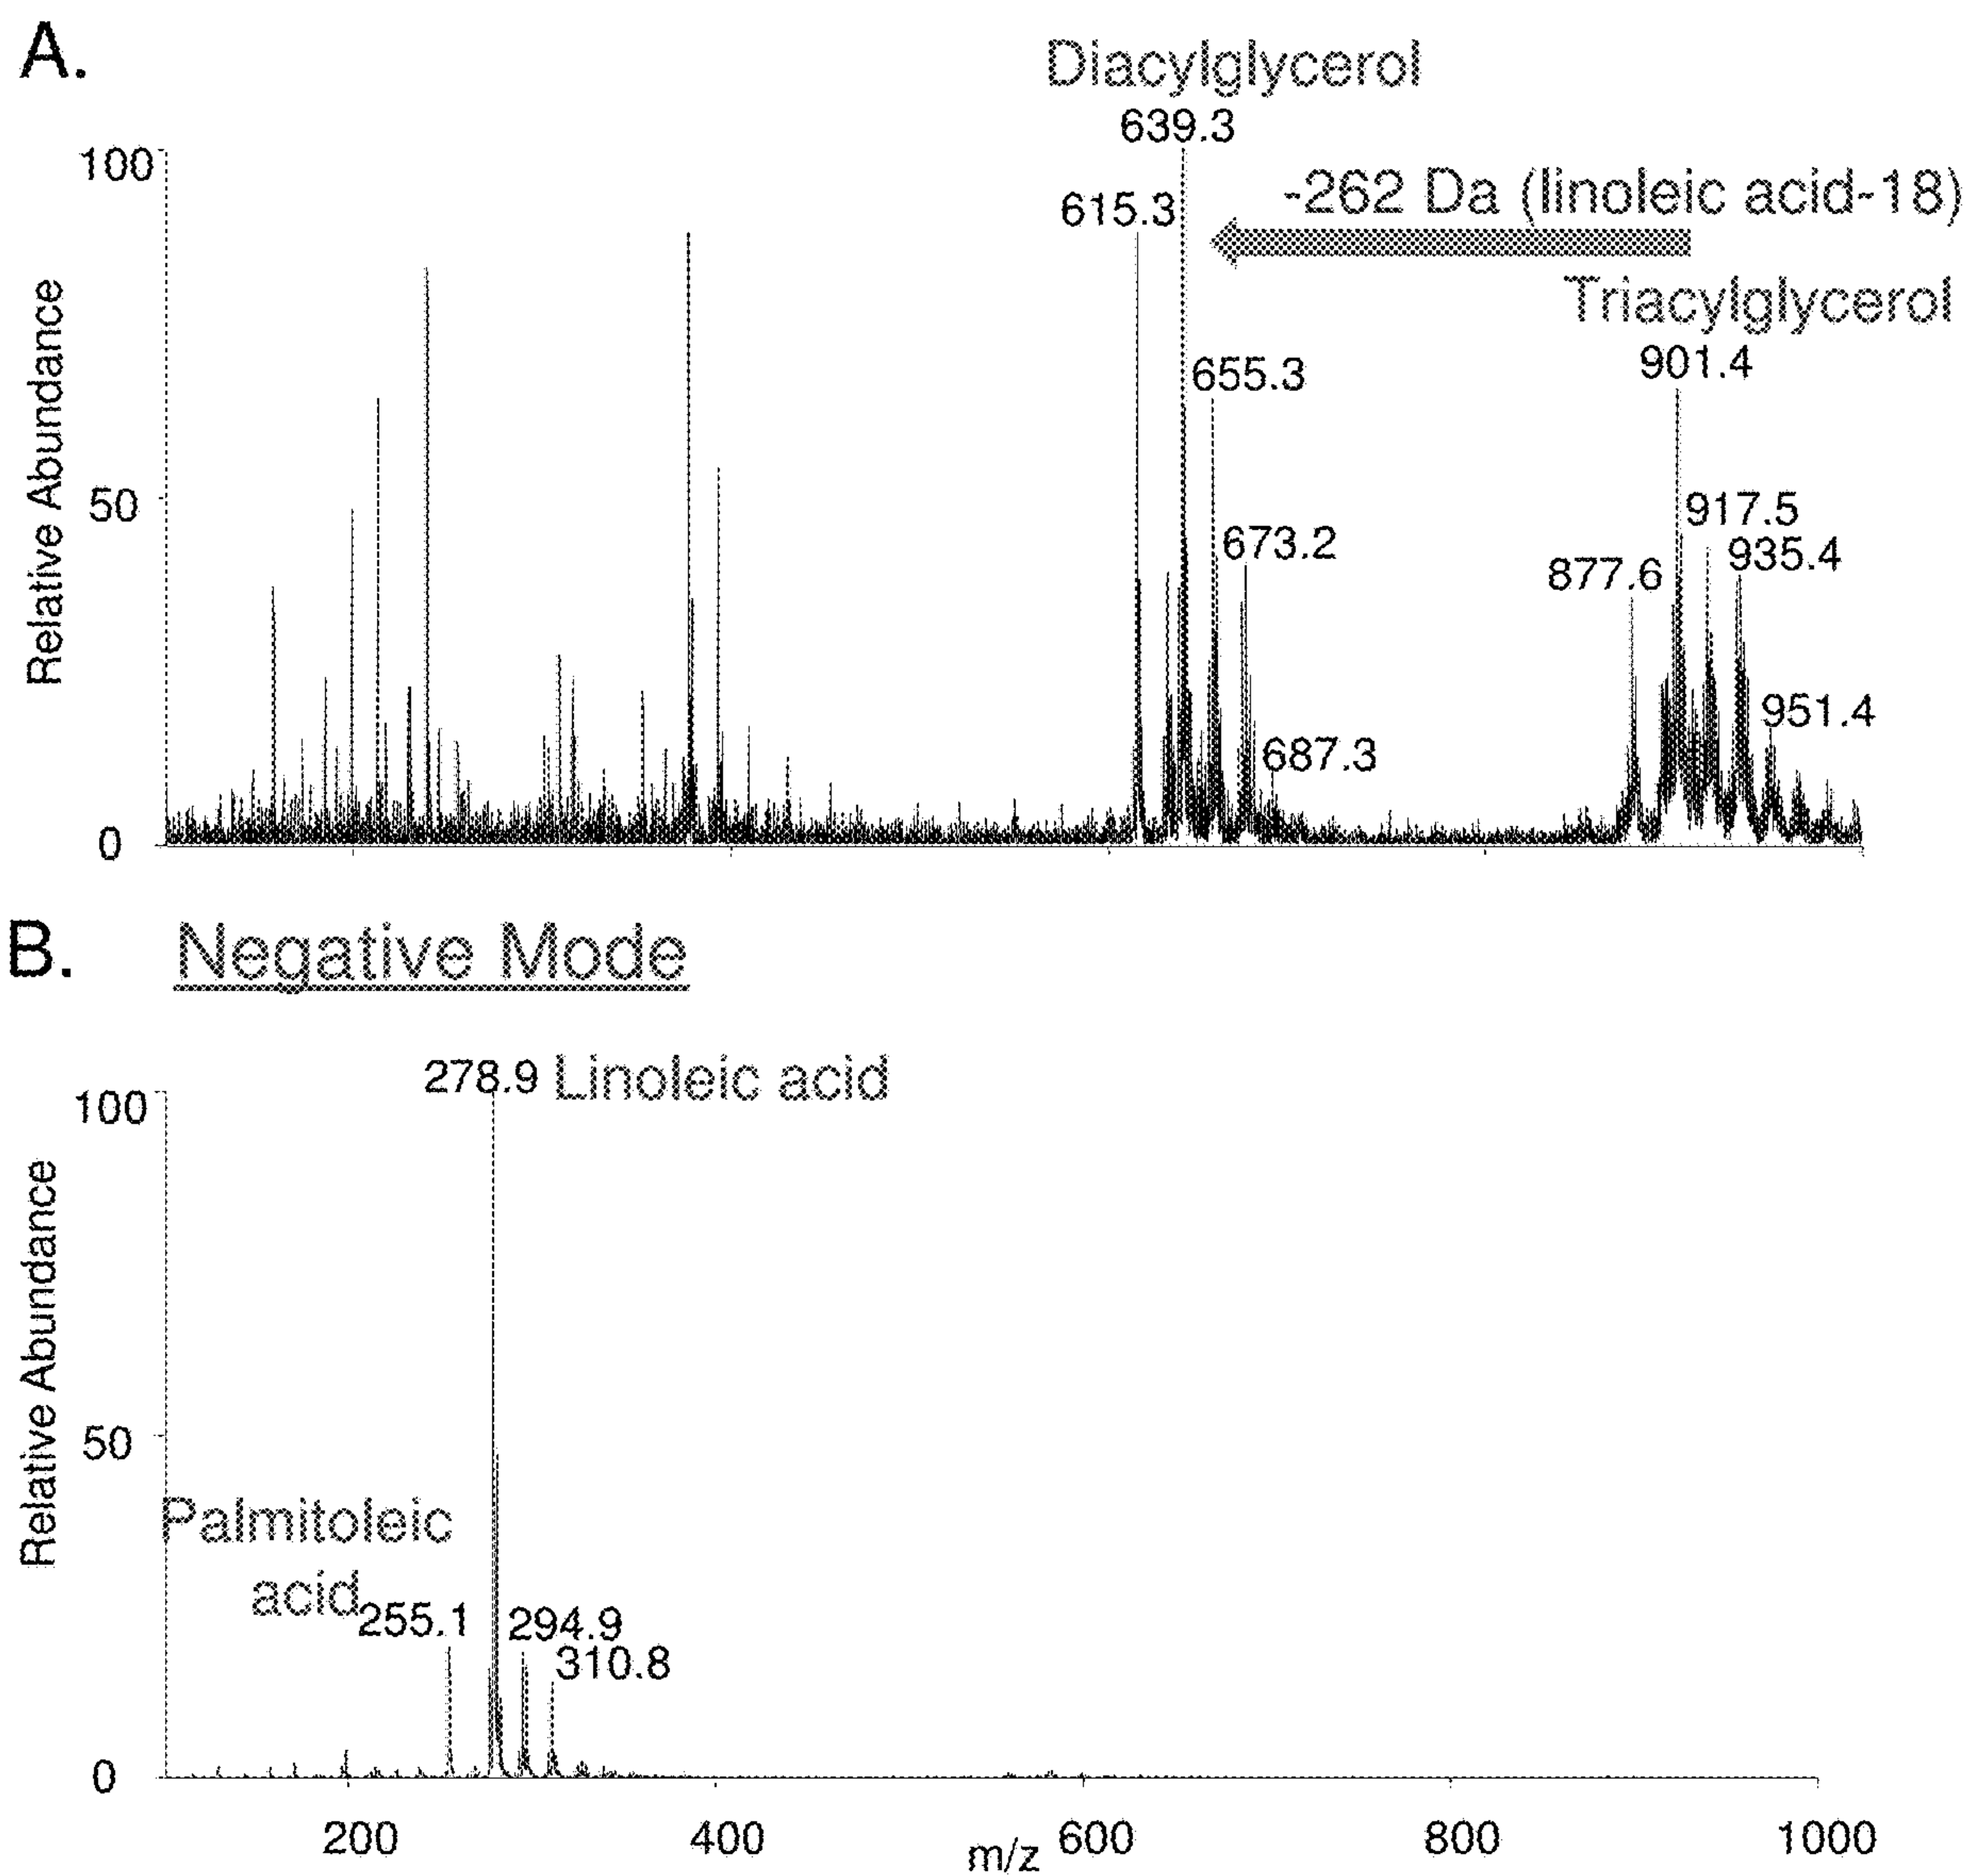 A.
Diacylglycerol
639.3
100
615.3
-262 Da (linoleic acid-18)
Triacylglycerol
901.4
655.3
Relative Abundance
50
917.5
673.2
935.4
877.6
951.4
687.3
0
B. Negative Mode
278.9 Linoleic acid
100
Relative Abundance
50
Palmitoleic
acid
255.1
294.9
310.8
0
200
400
m/z
600
800
1000